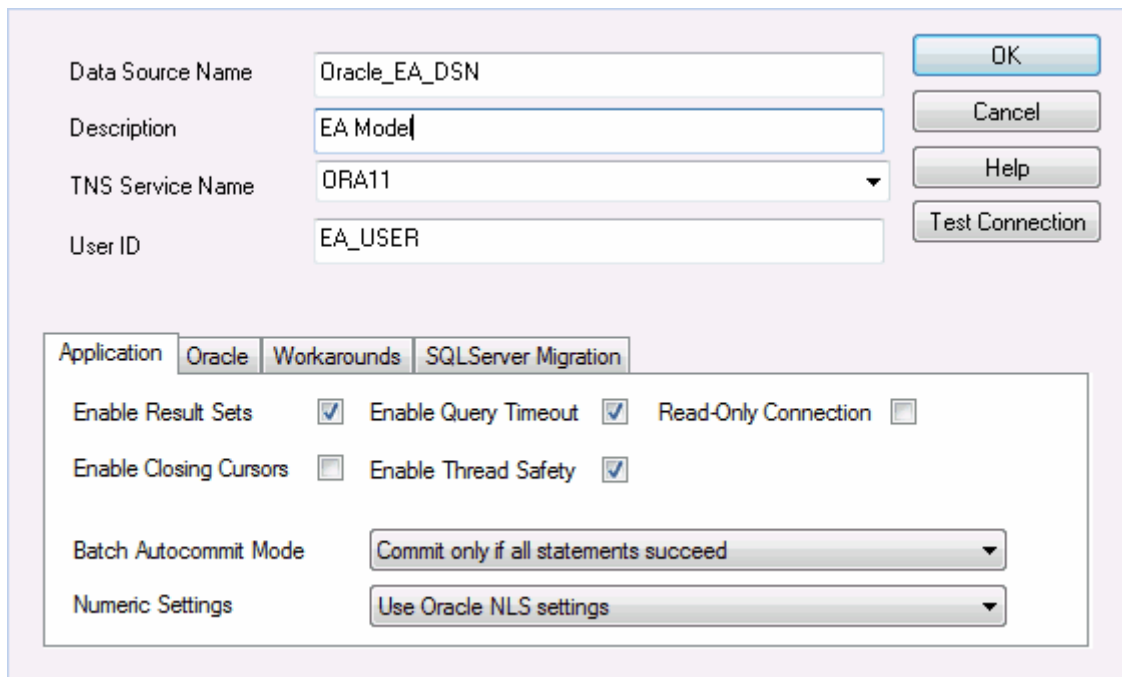 Data Source Name Oracle_EA_DSN OK
Description EA Model Cancel
TNS Service Name ORA11 Help
User ID EA_USER Test Connection
Application Oracle Workarounds SQLServer Migration
Enable Result Sets Enable Query Timeout Read-Only Connection
Enable Closing Cursors Enable Thread Safety
Batch Autocommit Mode Commit only if all statements succeed
Numeric Settings Use Oracle NLS settings